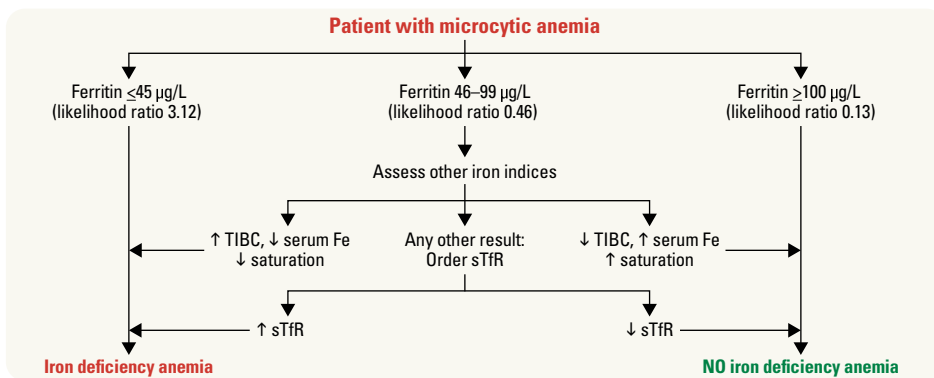 Patient with microcytic anemia
Ferritin ≤45 µg/L
(likelihood ratio 3.12)
Ferritin 46–99 µg/L
(likelihood ratio 0.46)
Ferritin ≥100 µg/L
(likelihood ratio 0.13)
Assess other iron indices
↑ TIBC, ↓ serum Fe
↓ saturation
Any other result:
Order sTfR
↓ TIBC, ↑ serum Fe
↑ saturation
↑ sTfR
↓ sTfR
Iron deficiency anemia
NO iron deficiency anemia